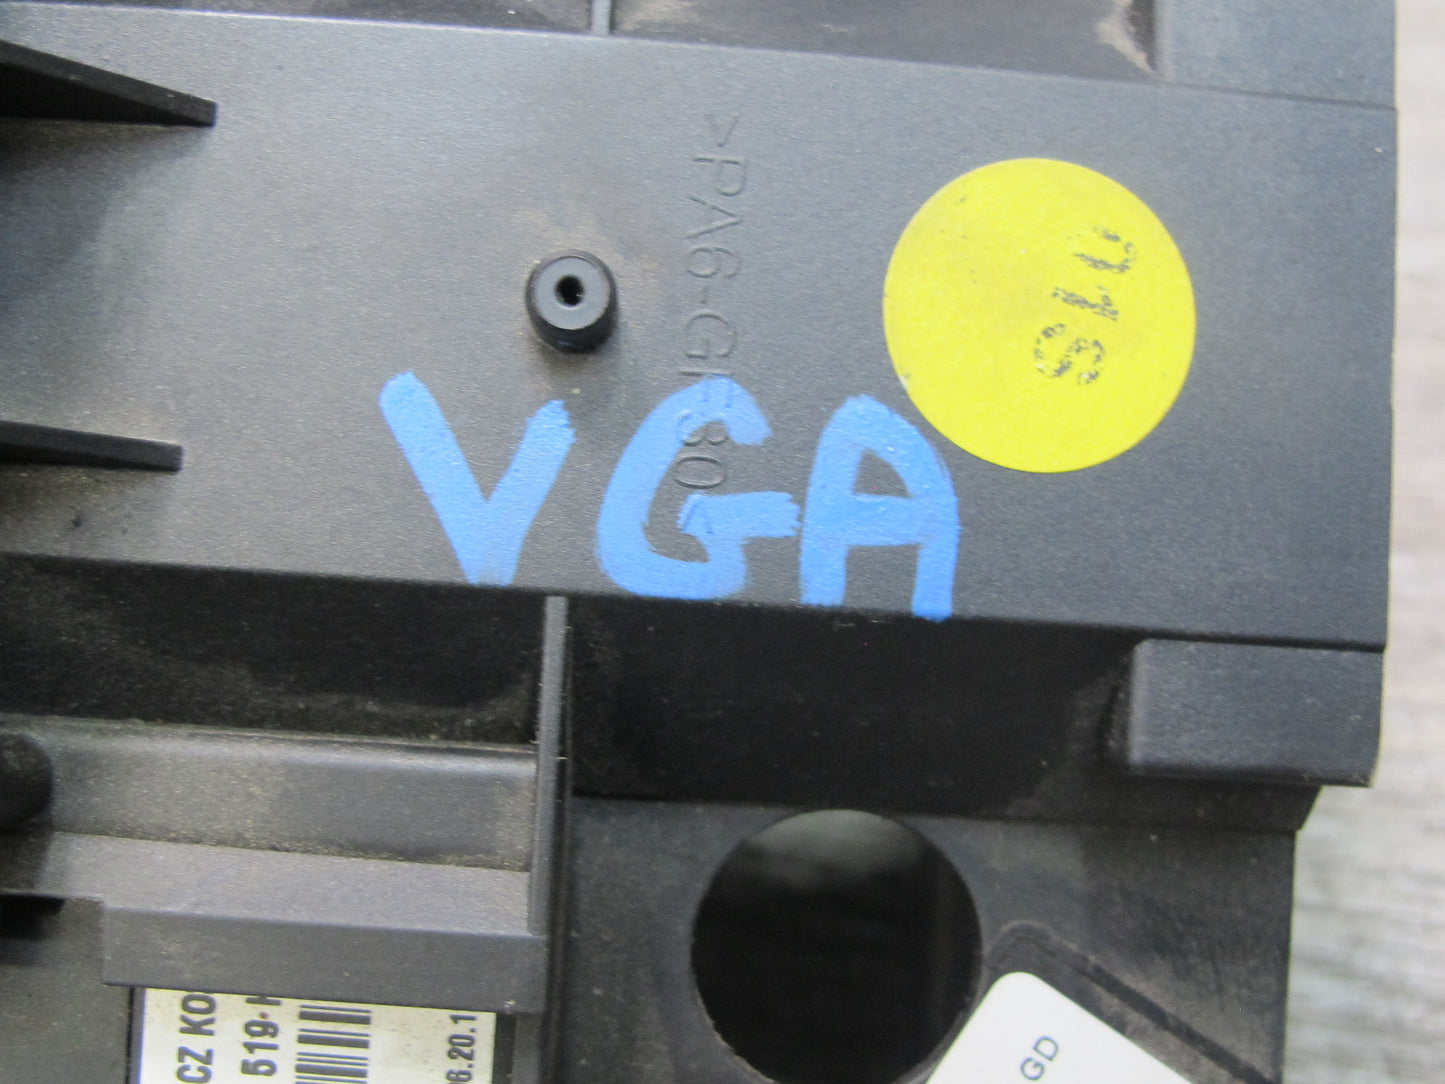 >PA6-GF30<
VGA
CZ KO
519-
6.20.1
GD